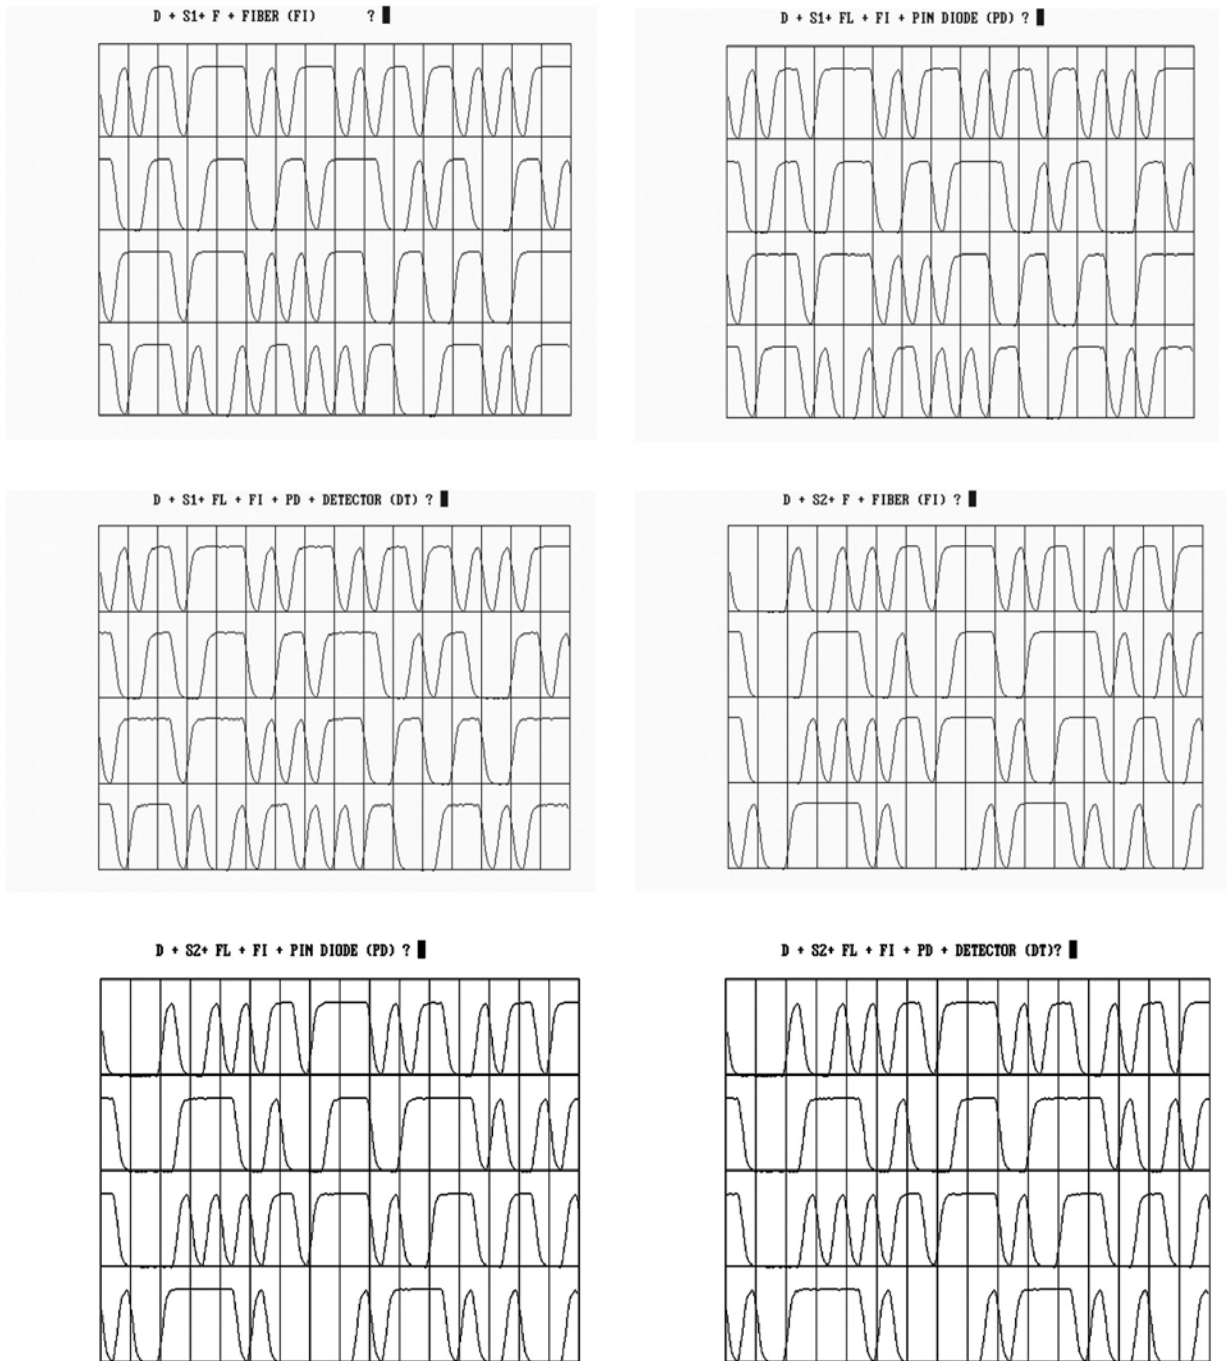 D + S1+ F + FIBER (FI) ?
D + S1+ FL + FI + PIN DIODE (PD) ?
D + S1+ FL + FI + PD + DETECTOR (DT) ?
D + S2+ F + FIBER (FI) ?
D + S2+ FL + FI + PIN DIODE (PD) ?
D + S2+ FL + FI + PD + DETECTOR (DT)?